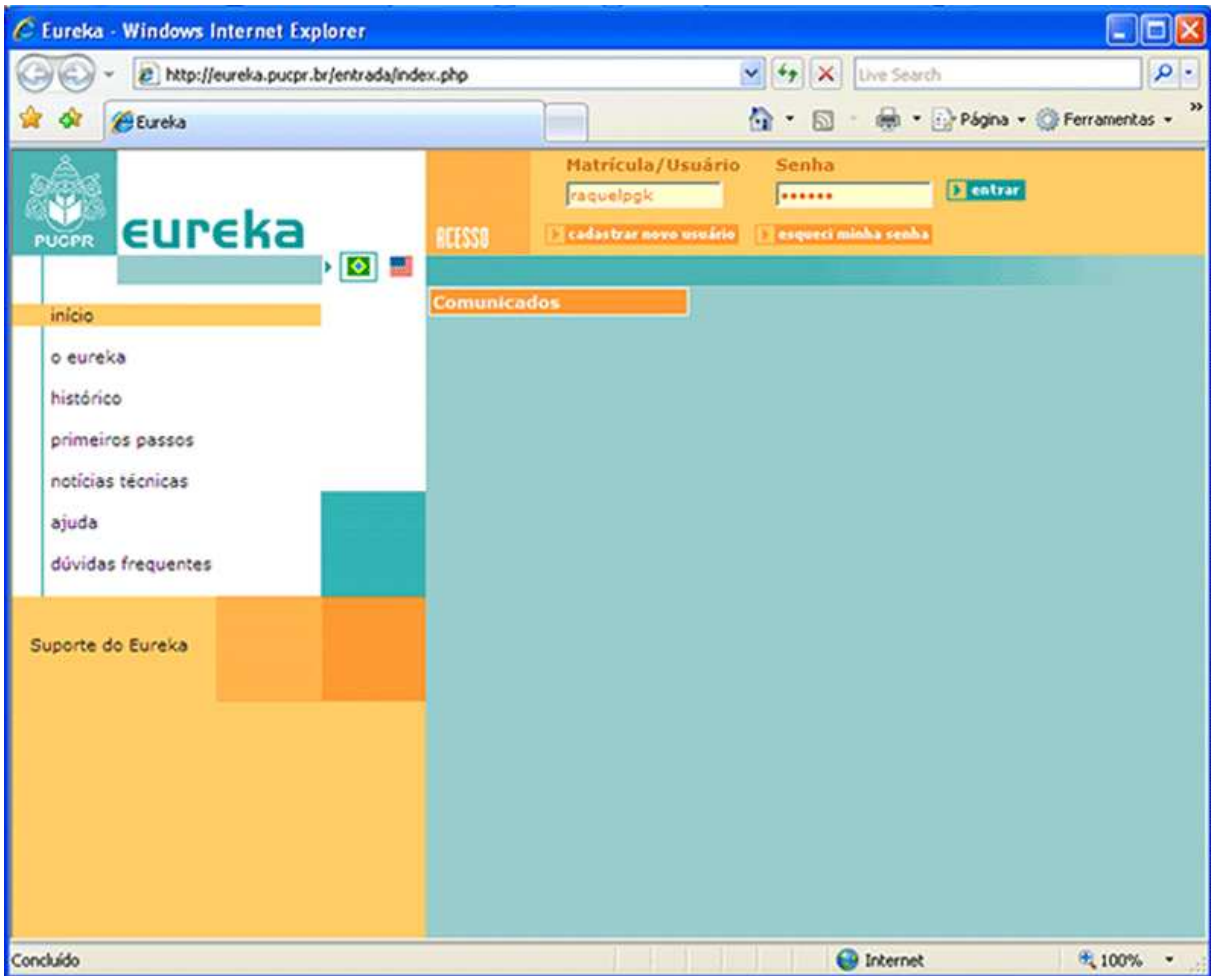 Eureka - Windows Internet Explorer
http://eureka.pucpr.br/entrada/index.php
Live Search
Eureka
Página
Ferramentas
PUCPR
eureka
ACESSO
Matrícula/Usuário
Senha
raquelpgk
••••••
entrar
cadastrar novo usuário
esqueci minha senha
Comunicados
início
o eureka
histórico
primeiros passos
notícias técnicas
ajuda
dúvidas frequentes
Suporte do Eureka
Concluído
Internet
100%